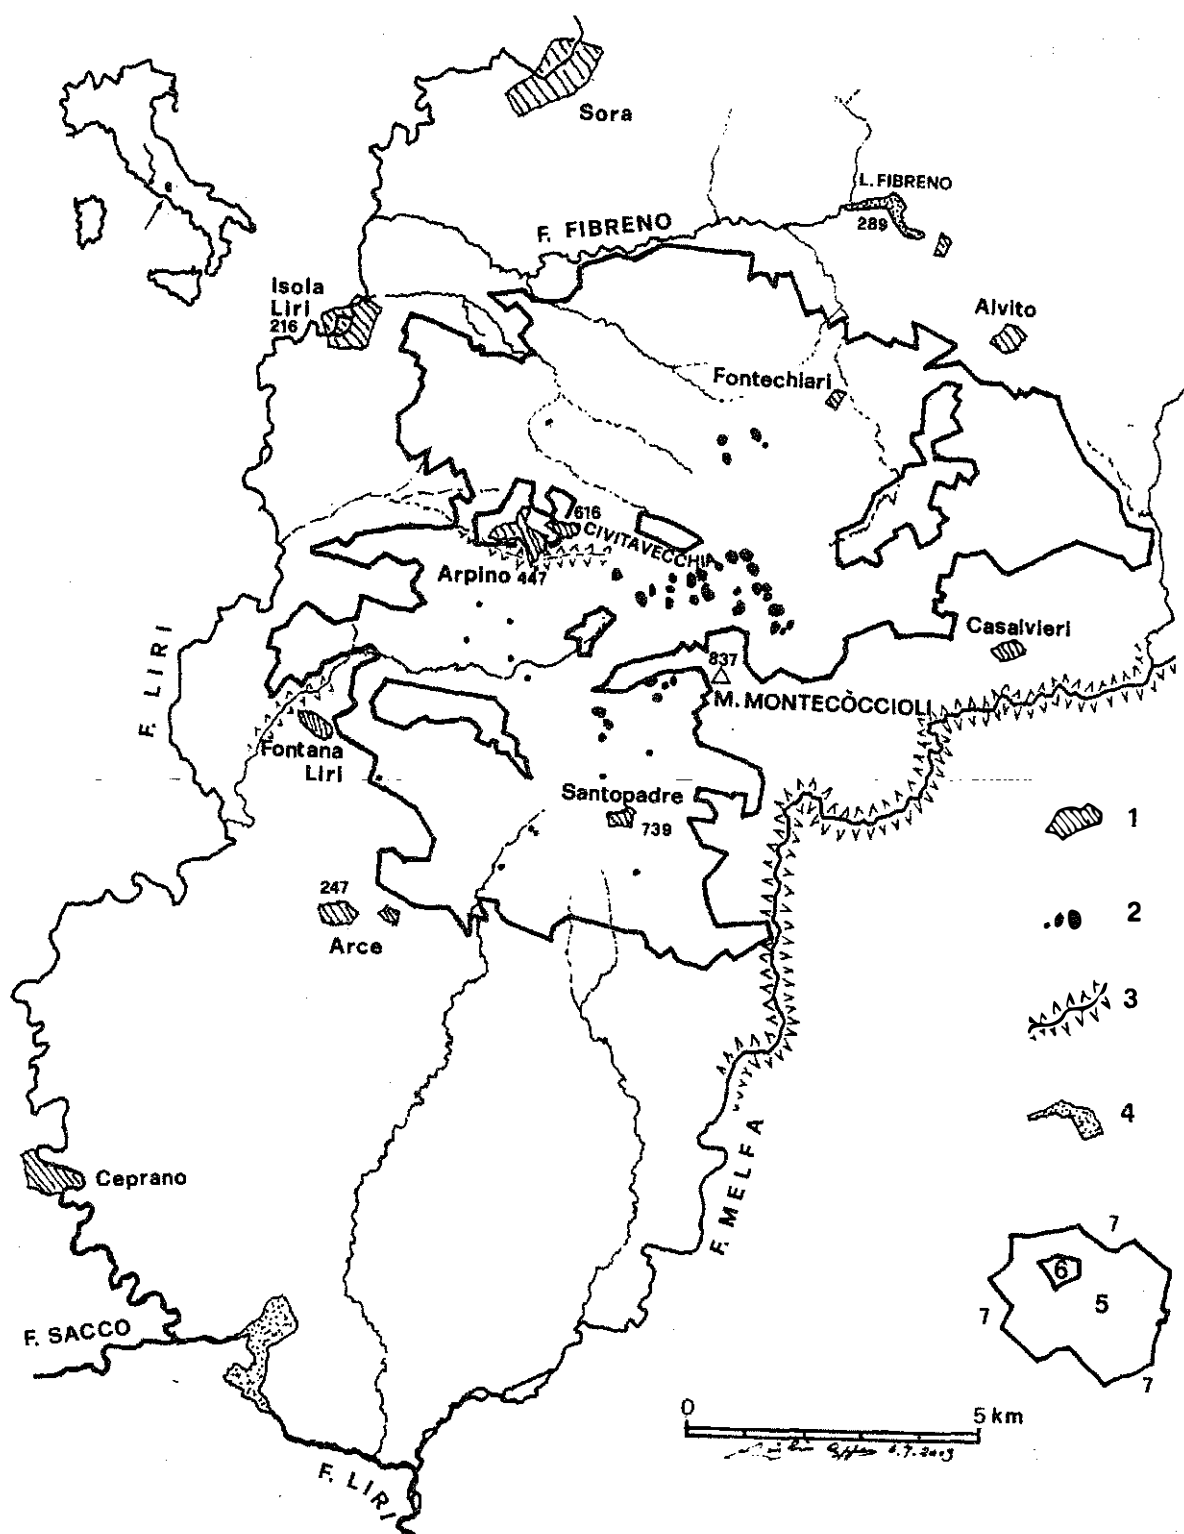 Sora
L. FIBRENO
289
F. FIBRENO
Isola
Liri
216
Alvito
Fontechiari
616
CIVITAVECCHIA
Arpino 447
F. LIRI
Casalvieri
837
M. MONTECÒCCIOLI
Fontana
Liri
Santopadre
739
1
247
Arce
2
3
4
Ceprano
F. MELFA
7
6
5
7
7
F. SACCO
0
5 km
F. LIRI